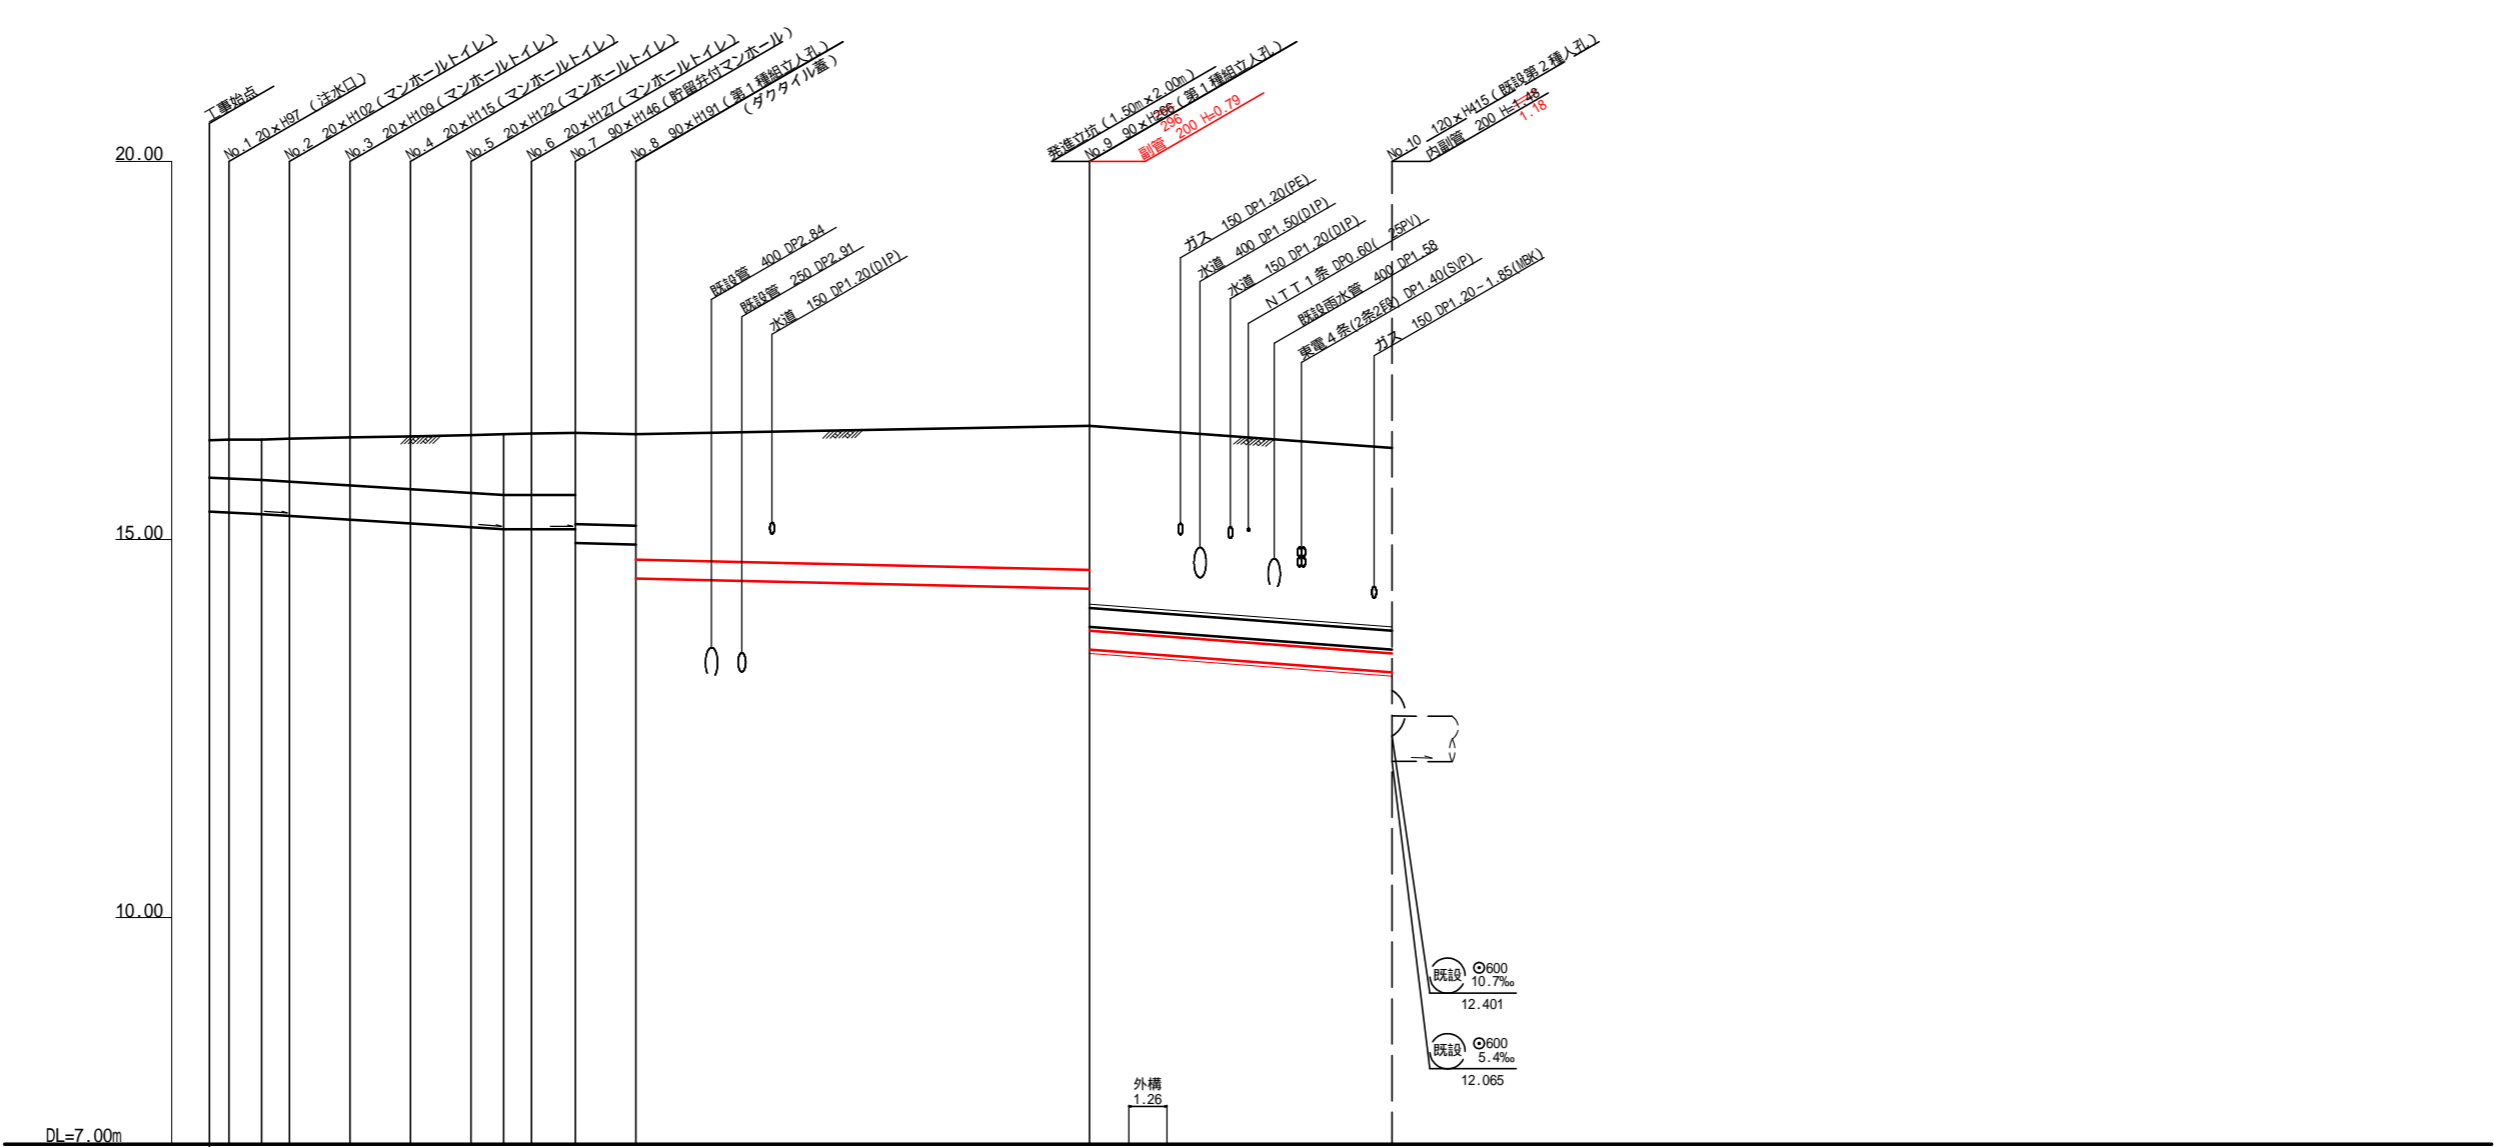 工事始点
No.1 20×H97 (注水口)
No.2 20×H102(マンホールトイレ)
No.3 20×H109(マンホールトイレ)
No.4 20×H115(マンホールトイレ)
No.5 20×H122(マンホールトイレ)
No.6 20×H127(マンホールトイレ)
No.7 90×H146(貯留弁付マンホール)
No.8 90×H191(第1種組立人孔)
(ダクタイル蓋)
発進立坑(1.50m×2.00m)
No.9 90×H266(第1種組立人孔)
296
副管 200 H=0.79
No.10 120×H415(既設第2種人孔)
内副管 200 H=1.48
1.18
20.00
既設管 400 DP2.84
既設管 250 DP2.91
水道 150 DP1.20(DIP)
ガス 150 DP1.20(PE)
水道 400 DP1.50(DIP)
水道 150 DP1.20(DIP)
NTT1条 DP0.60( 25PV)
既設雨水管 400 DP1.58
東電4条(2条2段) DP1.40(SVP)
ガス 150 DP1.20~1.85(MBK)
15.00
10.00
既設 ⊙600
10.7‰
12.401
既設 ⊙600
5.4‰
12.065
外構
1.26
DL=7.00m